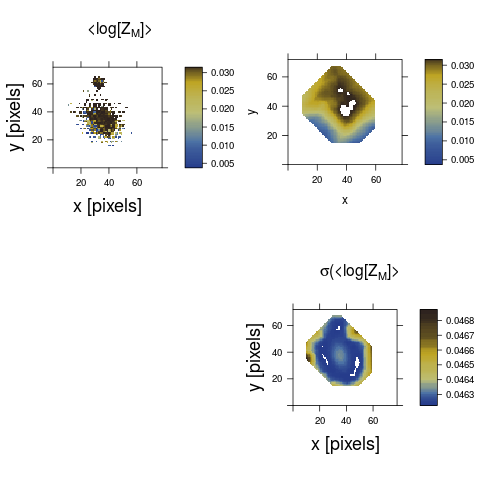 <log[Z_M]>
60
40
20
20 40 60
x [pixels]
y [pixels]
0.030
0.025
0.020
0.015
0.010
0.005
60
40
20
20 40 60
x
y
0.030
0.025
0.020
0.015
0.010
0.005
σ(<log[Z_M]>
60
40
20
20 40 60
x [pixels]
y [pixels]
0.0468
0.0467
0.0466
0.0465
0.0464
0.0463